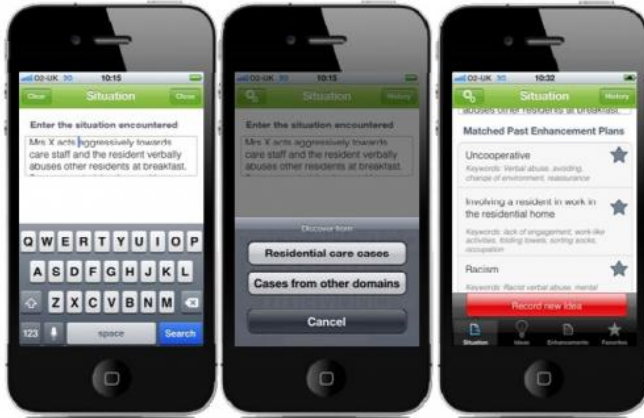 O2-UK 3G 10:15
Clear Situation Close
Enter the situation encountered
Mrs X acts aggressively towards
care staff and the resident verbally
abuses other residents at breakfast.
Q W E R T Y U I O P
A S D F G H J K L
Z X C V B N M
123 space Search
O2-UK 3G 10:15
Situation History
Enter the situation encountered
Mrs X acts aggressively towards
care staff and the resident verbally
abuses other residents at breakfast.
Discover from
Residential care cases
Cases from other domains
Cancel
O2-UK 3G 10:32
Situation History
abuses other residents at breakfast.
Matched Past Enhancement Plans
Uncooperative
Keywords: Verbal abuse, avoiding,
change of environment, reassurance
Involving a resident in work in
the residential home
Keywords: lack of engagement, work-like
activities, folding towels, sorting socks,
occupation
Racism
Keywords: Racist verbal abuse, mental
Record new idea
Situation Ideas Enhancements Favorites